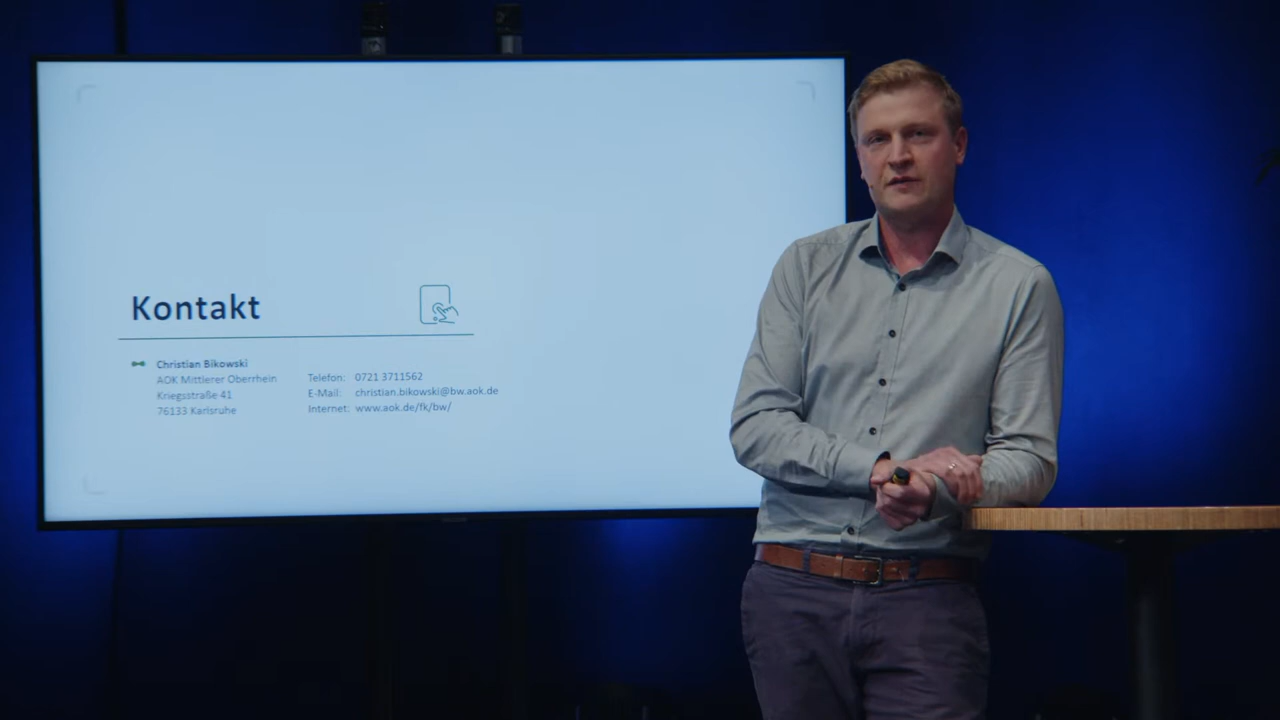 Kontakt
Christian Bikowski
AOK Mittlerer Oberrhein
Kriegsstraße 41
76133 Karlsruhe
Telefon: 0721 3711562
E-Mail: christian.bikowski@bw.aok.de
Internet: www.aok.de/fk/bw/